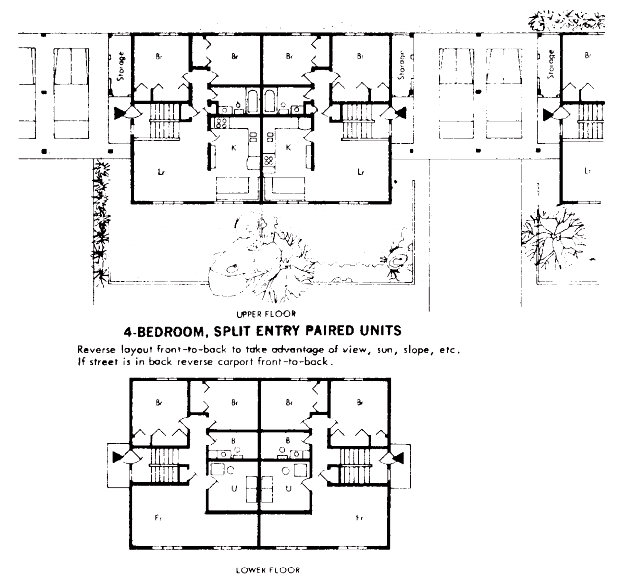 Storage
Br
Br
Br
Br
Storage
Storage
Br
K
K
Lr
Lr
Lr
UPPER FLOOR
4-BEDROOM, SPLIT ENTRY PAIRED UNITS
Reverse layout front-to-back to take advantage of view, sun, slope, etc.
If street is in back reverse carport front-to-back.
Br
Br
Br
Br
B
B
U
U
Fr
Fr
LOWER FLOOR